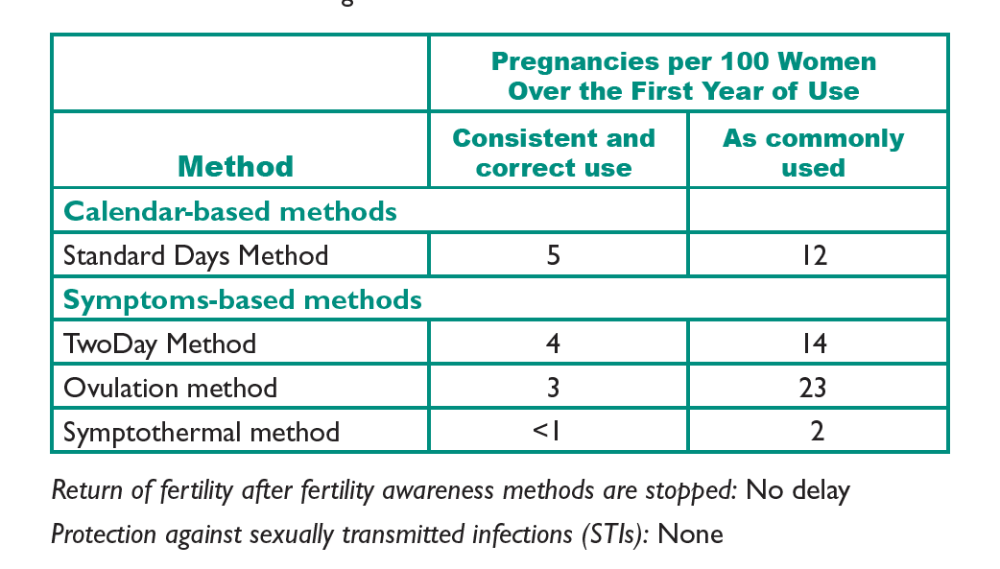 Pregnancies per 100 Women
Over the First Year of Use
Method
Consistent and
correct use
As commonly
used
Calendar-based methods
Standard Days Method 5 12
Symptoms-based methods
TwoDay Method 4 14
Ovulation method 3 23
Symptothermal method <1 2
Return of fertility after fertility awareness methods are stopped: No delay
Protection against sexually transmitted infections (STIs): None